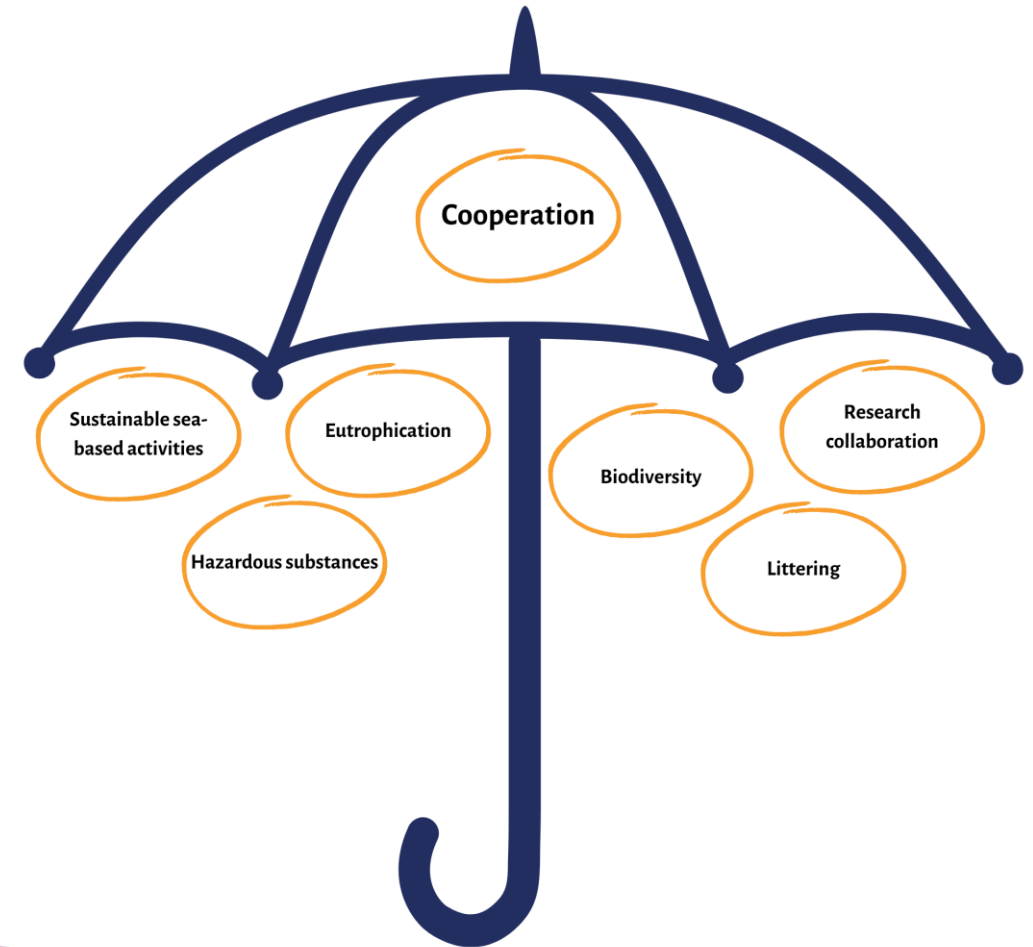 Cooperation
Sustainable sea-
based activities
Eutrophication
Biodiversity
Research
collaboration
Hazardous substances
Littering